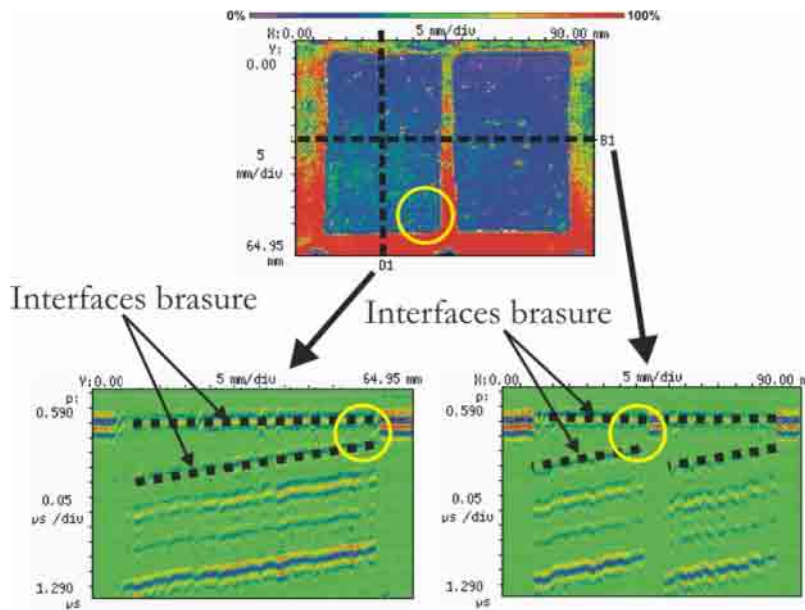 0% 100%
X:0.00 5 mm/div 90.00 mm
Y:
0.00
5
mm/div
64.95
mm
B1
D1
Interfaces brasure
Interfaces brasure
Y:0.00 5 mm/div 64.95 mm
p:
0.590
0.05
µs /div
1.290
µs
X:0.00 5 mm/div 90.00 mm
p:
0.590
0.05
µs/div
1.290
µs